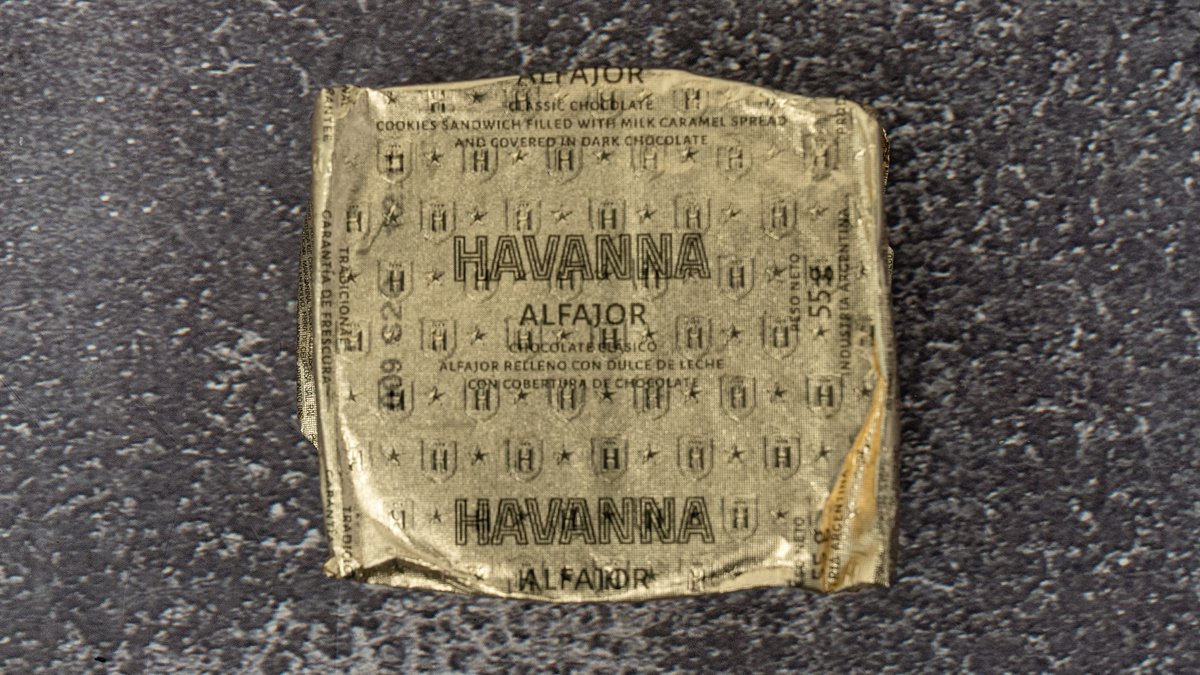 ALFAJOR
CLASSIC CHOCOLATE
COOKIES SANDWICH FILLED WITH MILK CARAMEL SPREAD
AND COVERED IN DARK CHOCOLATE
HAVANNA
ALFAJOR
CHOCOLATE CLÁSICO
ALFAJOR RELLENO CON DULCE DE LECHE
CON COBERTURA DE CHOCOLATE
HAVANNA
ALFAJOR
TRADICIONAL
GARANTÍA DE FRESCURA
PESO NETO
55g
INDUSTRIA ARGENTINA